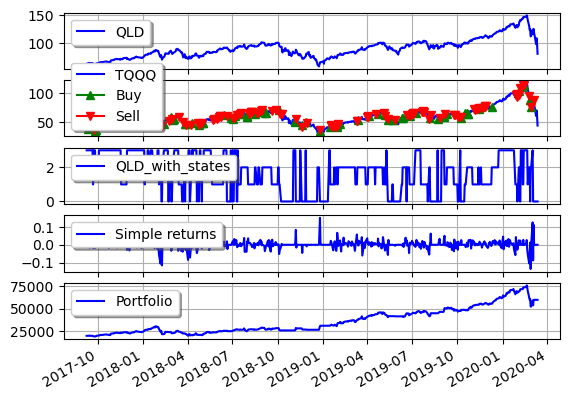 150
QLD
100
TQQQ
100
Buy
50
Sell
2
QLD_with_states
0
0.1
Simple returns
0.0
−0.1
75000
Portfolio
50000
25000
2017-10 2018-01 2018-04 2018-07 2018-10 2019-01 2019-04 2019-07 2019-10 2020-01 2020-04